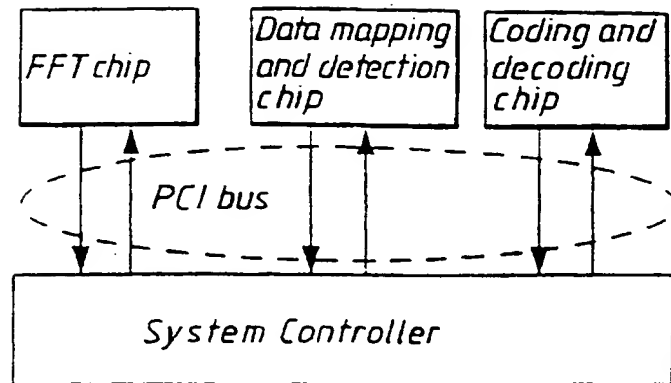 FFT chip
Data mapping
and detection
chip
Coding and
decoding
chip
PCI bus
System Controller